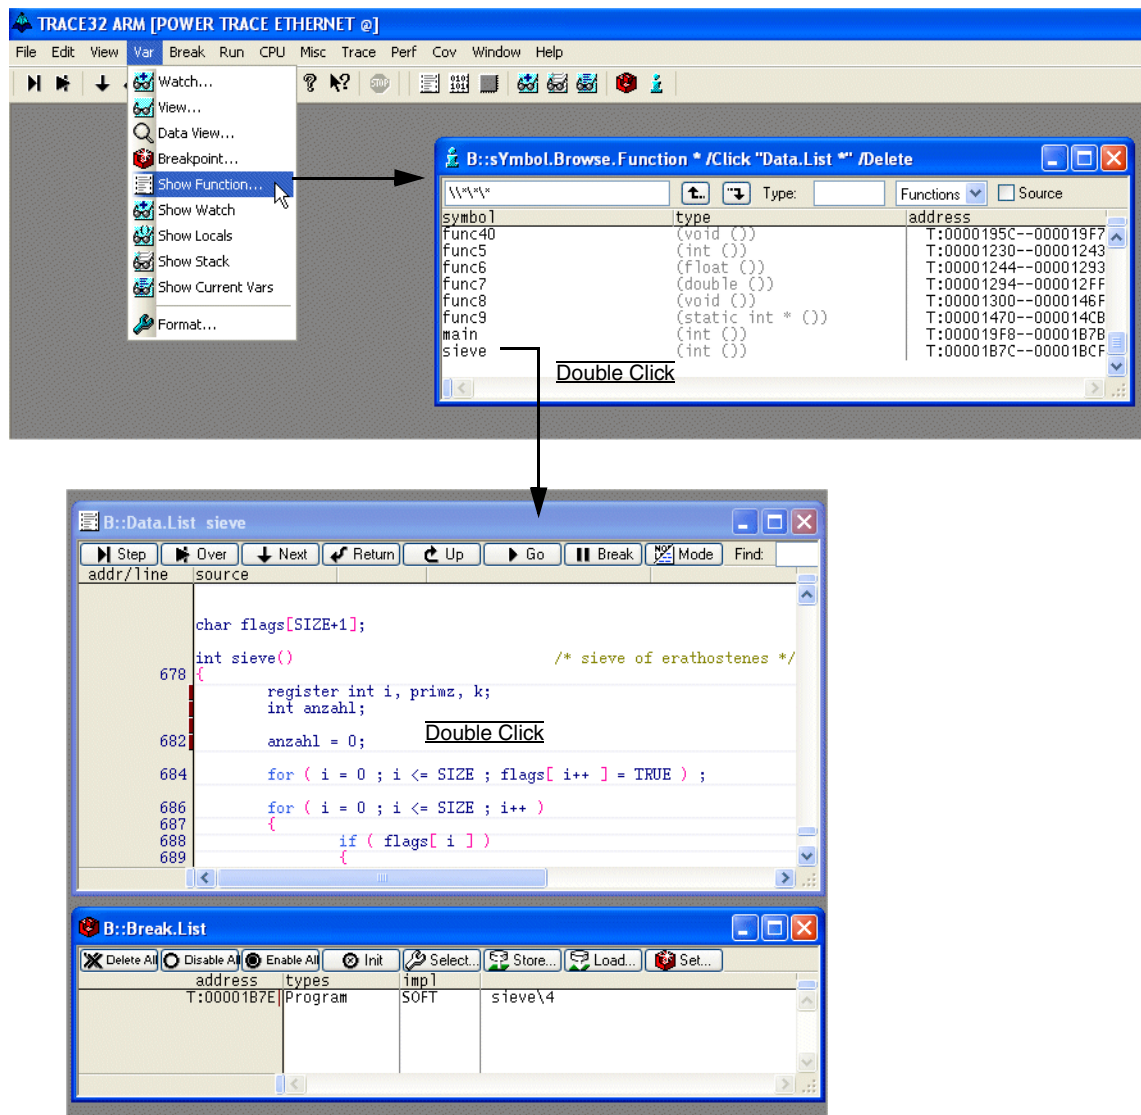 TRACE32 ARM [POWER TRACE ETHERNET @]
File Edit View Var Break Run CPU Misc Trace Perf Cov Window Help
Watch...
View...
Data View...
Breakpoint...
Show Function...
Show Watch
Show Locals
Show Stack
Show Current Vars
Format...
STOP
B::sYmbol.Browse.Function * /Click "Data.List *" /Delete
\\*\*\* Type: Functions Source
symbol type address
func40 (void ()) T:0000195C--000019F7
func5 (int ()) T:00001230--00001243
func6 (float ()) T:00001244--00001293
func7 (double ()) T:00001294--000012FF
func8 (void ()) T:00001300--0000146F
func9 (static int * ()) T:00001470--000014CB
main (int ()) T:000019F8--00001B7B
sieve (int ()) T:00001B7C--00001BCF
Double Click
B::Data.List sieve
Step Over Next Return Up Go Break Mode Find:
addr/line source
char flags[SIZE+1];
int sieve() /* sieve of erathostenes */
678 {
register int i, primz, k;
int anzahl;
Double Click
682 anzahl = 0;
684 for ( i = 0 ; i <= SIZE ; flags[ i++ ] = TRUE ) ;
686 for ( i = 0 ; i <= SIZE ; i++ )
687 {
688 if ( flags[ i ] )
689 {
B::Break.List
Delete All Disable Al Enable All Init Select... Store... Load... Set...
address types impl
T:00001B7E Program SOFT sieve\4